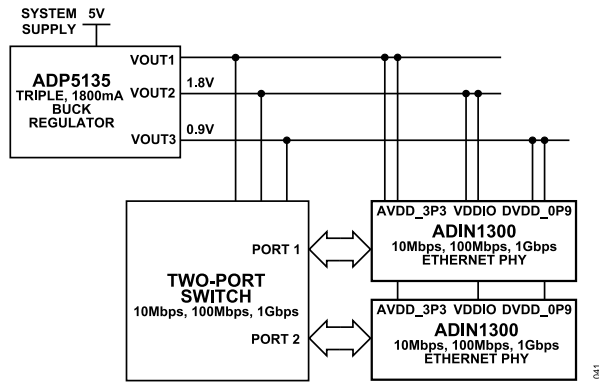 SYSTEM 5V
SUPPLY
ADP5135
TRIPLE, 1800mA
BUCK
REGULATOR
VOUT1
VOUT2
1.8V
VOUT3
0.9V
TWO-PORT
SWITCH
10Mbps, 100Mbps, 1Gbps
PORT 1
PORT 2
AVDD_3P3 VDDIO DVDD_0P9
ADIN1300
10Mbps, 100Mbps, 1Gbps
ETHERNET PHY
AVDD_3P3 VDDIO DVDD_0P9
ADIN1300
10Mbps, 100Mbps, 1Gbps
ETHERNET PHY
041